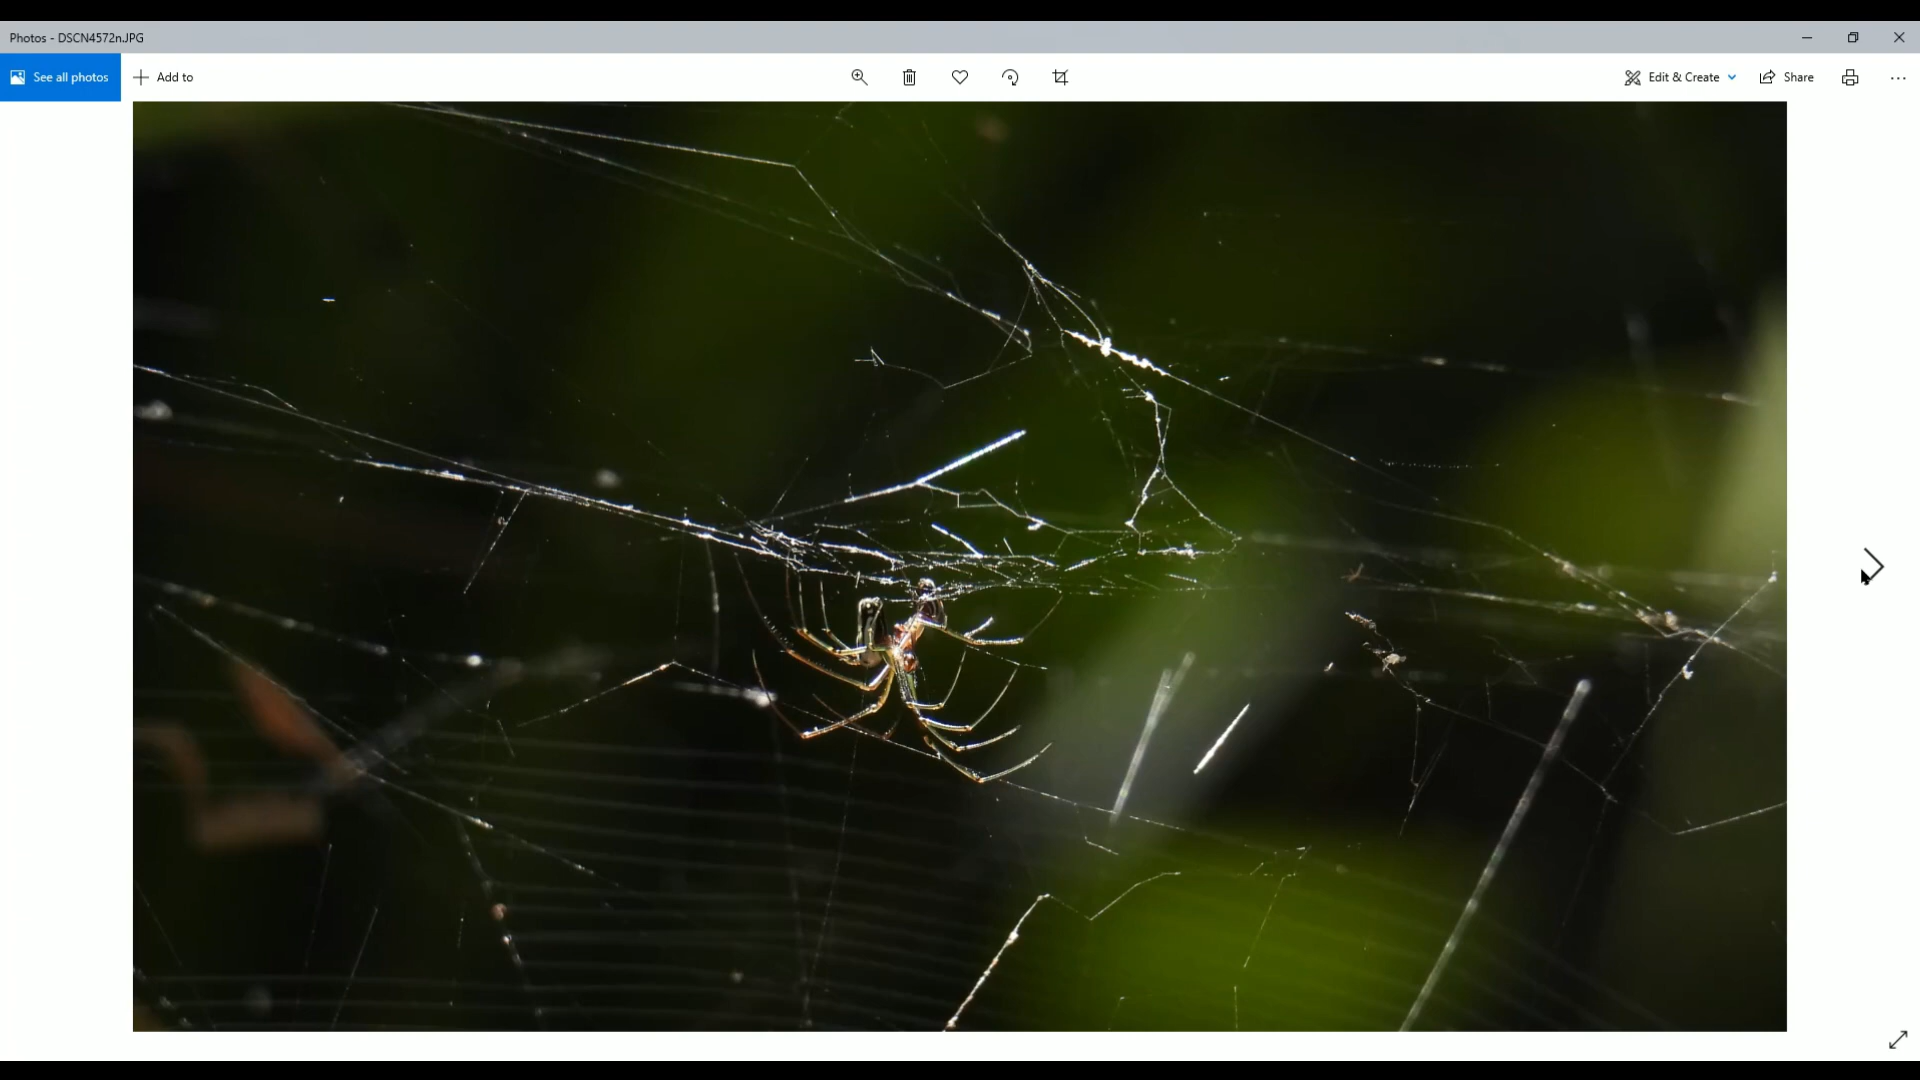 Photos - DSCN4572n.JPG
See all photos
Add to
Edit & Create
Share